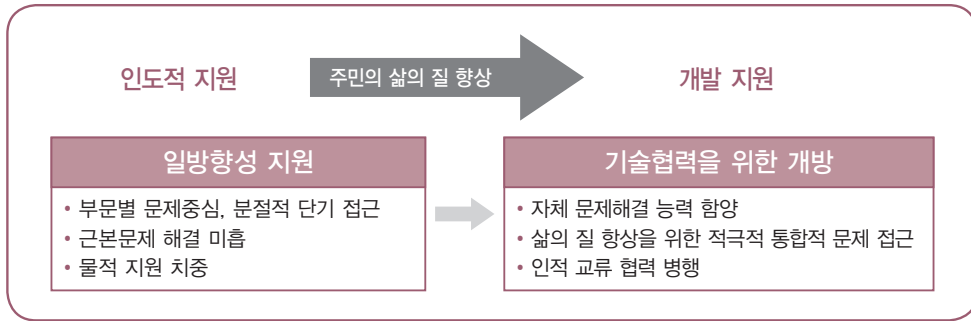 인도적 지원
주민의 삶의 질 향상
개발 지원
일방향성 지원
• 부문별 문제중심, 분절적 단기 접근
• 근본문제 해결 미흡
• 물적 지원 치중
기술협력을 위한 개방
• 자체 문제해결 능력 함양
• 삶의 질 향상을 위한 적극적 통합적 문제 접근
• 인적 교류 협력 병행